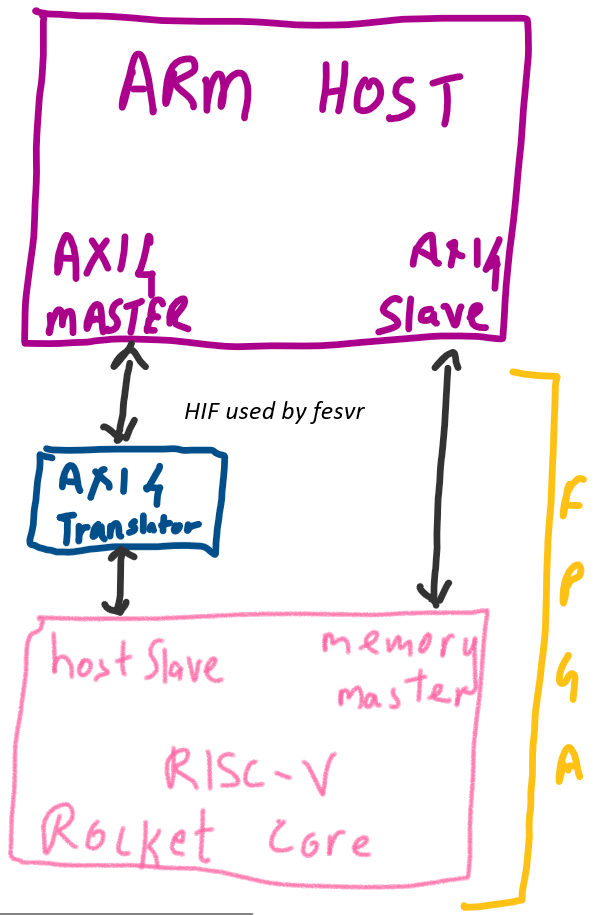 ARM HOST
AXI4 AXI4
MASTER Slave
HIF used by fesvr
AXI4
Translator
host Slave memory
master
RISC-V
Rocket Core
FPGA